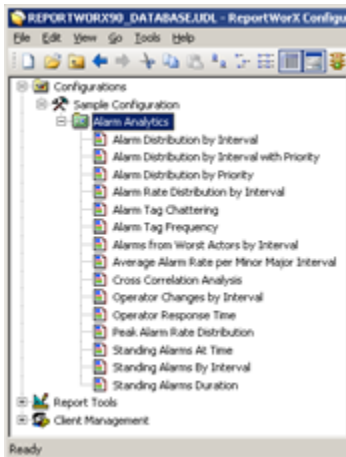 REPORTWORX90_DATABASE.UDL - ReportWorX Configu
File Edit View Go Tools Help
Configurations
Sample Configuration
Alarm Analytics
Alarm Distribution by Interval
Alarm Distribution by Interval with Priority
Alarm Distribution by Priority
Alarm Rate Distribution by Interval
Alarm Tag Chattering
Alarm Tag Frequency
Alarms from Worst Actors by Interval
Average Alarm Rate per Minor Major Interval
Cross Correlation Analysis
Operator Changes by Interval
Operator Response Time
Peak Alarm Rate Distribution
Standing Alarms At Time
Standing Alarms By Interval
Standing Alarms Duration
Report Tools
Client Management
Ready